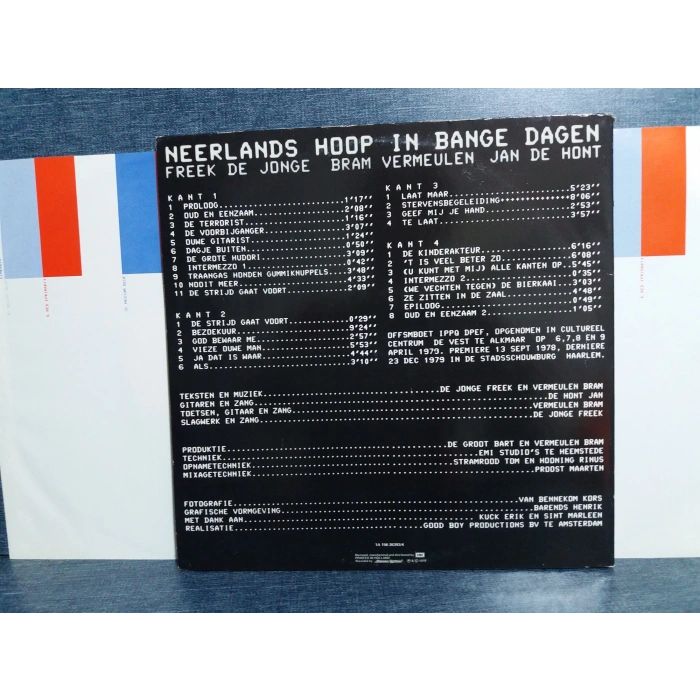 NEERLANDS HOOP IN BANGE DAGEN
FREEK DE JONGE BRAM VERMEULEN JAN DE HONT
KANT 1
1 PROLOOG..........1'17''
2 OUD EN EENZAAM..........2'08''
3 DE TERRORIST..........1'16''
4 DE VOORBIJGANGER..........3'07''
5 OUWE GITARIST..........1'24''
6 DAGJE BUITEN..........0'50''
7 DE GROTE HUDORI..........3'09''
8 INTERMEZZO 1..........0'42''
9 TRAANGAS HONDEN GUMMIKNUPPELS..........3'48''
10 NOOIT MEER..........4'33''
11 DE STRIJD GAAT VOORT..........2'09''
KANT 2
1 DE STRIJD GAAT VOORT..........0'29''
2 BEZOEKUUR..........9'24''
3 GOD BEWAAR ME..........2'57''
4 VIEZE OUWE MAN..........5'53''
5 JA DAT IS WAAR..........4'44''
6 ALS..........3'10''
KANT 3
1 LAAT MAAR..........5'23''
2 STERVENSBEGELEIDING++++++++++++++8'06''
3 GEEF MIJ JE HAND..........2'53''
4 TE LAAT..........3'57''
KANT 4
1 DE KINDERAKTEUR..........6'16''
2 'T IS VEEL BETER ZO..........6'08''
3 (U KUNT MET MIJ) ALLE KANTEN OP..5'45''
4 INTERMEZZO 2..........0'35''
5 (WE VECHTEN TEGEN) DE BIERKAAI..3'03''
6 ZE ZITTEN IN DE ZAAL..........4'48''
7 EPILOOG..........0'49''
8 OUD EN EENZAAM 2..........1'05''
OFFSMBOET IPPQ DPEF, OPGENOMEN IN CULTUREEL
CENTRUM DE VEST TE ALKMAAR OP 6,7,8 EN 9
APRIL 1979. PREMIERE 13 SEPT 1978, DERNIERE
23 DEC 1979 IN DE STADSSCHOUWBURG HAARLEM.
TEKSTEN EN MUZIEK..........DE JONGE FREEK EN VERMEULEN BRAM
GITAREN EN ZANG..........DE HONT JAN
TOETSEN, GITAAR EN ZANG..........VERMEULEN BRAM
SLAGWERK EN ZANG..........DE JONGE FREEK
PRODUKTIE..........DE GROOT BART EN VERMEULEN BRAM
TECHNIEK..........EMI STUDIO'S TE HEEMSTEDE
OPNAMETECHNIEK..........STRAMROOD TOM EN HOONING RINUS
MIXAGETECHNIEK..........PROOST MAARTEN
FOTOGRAFIE..........VAN BENNEKOM KORS
GRAFISCHE VORMGEVING..........BARENDS HENRIK
MET DANK AAN..........KUCK ERIK EN SINT MARLEEN
REALISATIE..........GOOD BOY PRODUCTIONS BV TE AMSTERDAM
EMI